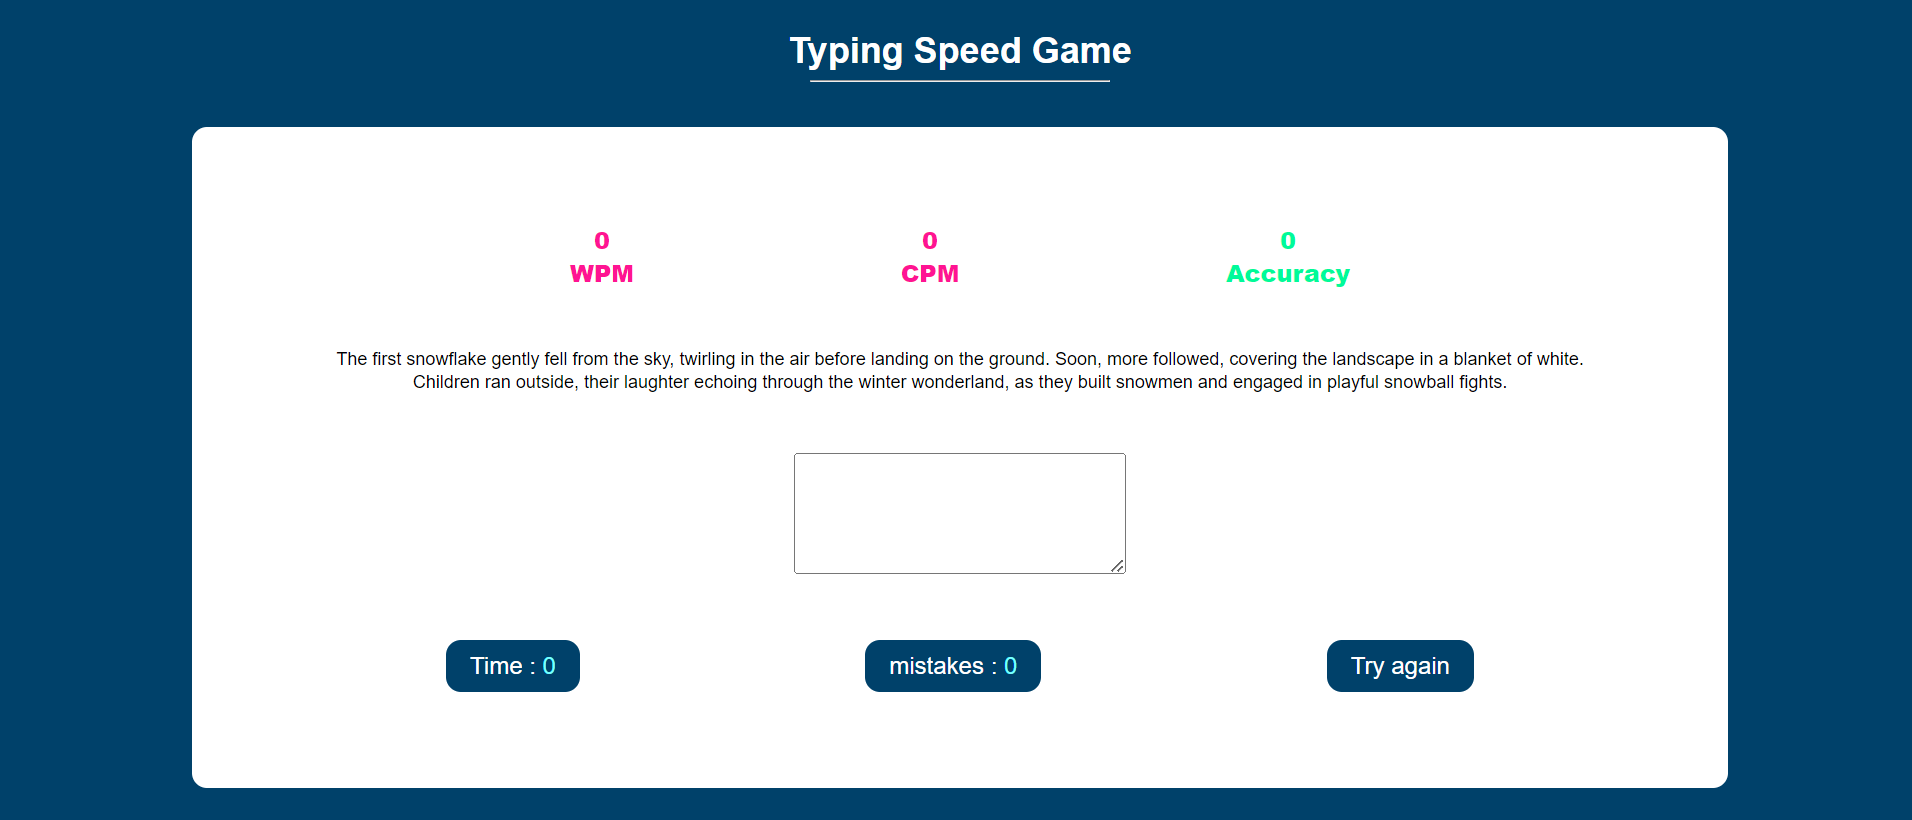 Typing Speed Game
0 0 0
WPM CPM Accuracy
The first snowflake gently fell from the sky, twirling in the air before landing on the ground. Soon, more followed, covering the landscape in a blanket of white.
Children ran outside, their laughter echoing through the winter wonderland, as they built snowmen and engaged in playful snowball fights.
Time : 0 mistakes : 0 Try again